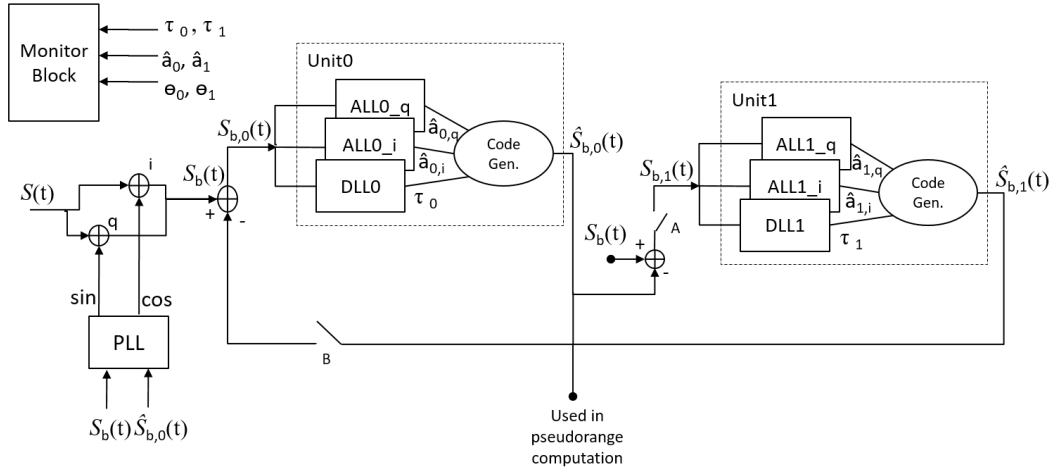 Monitor
Block
τ 0 , τ 1
â0, â1
ɵ0, ɵ1
S(t)
i
q
sin
cos
PLL
Sb(t) Ŝb,0(t)
Sb(t)
+
-
Sb,0(t)
Unit0
ALL0_q
ALL0_i
DLL0
â0,q
â0,i
τ 0
Code
Gen.
Ŝb,0(t)
B
Used in
pseudorange
computation
Sb(t)
+
-
A
Sb,1(t)
Unit1
ALL1_q
ALL1_i
DLL1
â1,q
â1,i
τ 1
Code
Gen.
Ŝb,1(t)